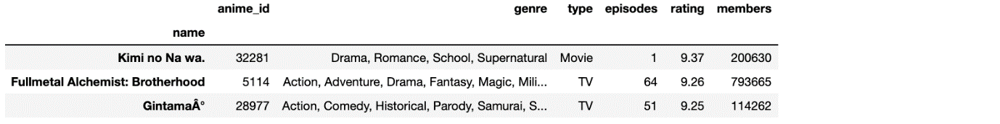 anime_id genre type episodes rating members
name
Kimi no Na wa. 32281 Drama, Romance, School, Supernatural Movie 1 9.37 200630
Fullmetal Alchemist: Brotherhood 5114 Action, Adventure, Drama, Fantasy, Magic, Mili... TV 64 9.26 793665
GintamaÂ° 28977 Action, Comedy, Historical, Parody, Samurai, S... TV 51 9.25 114262